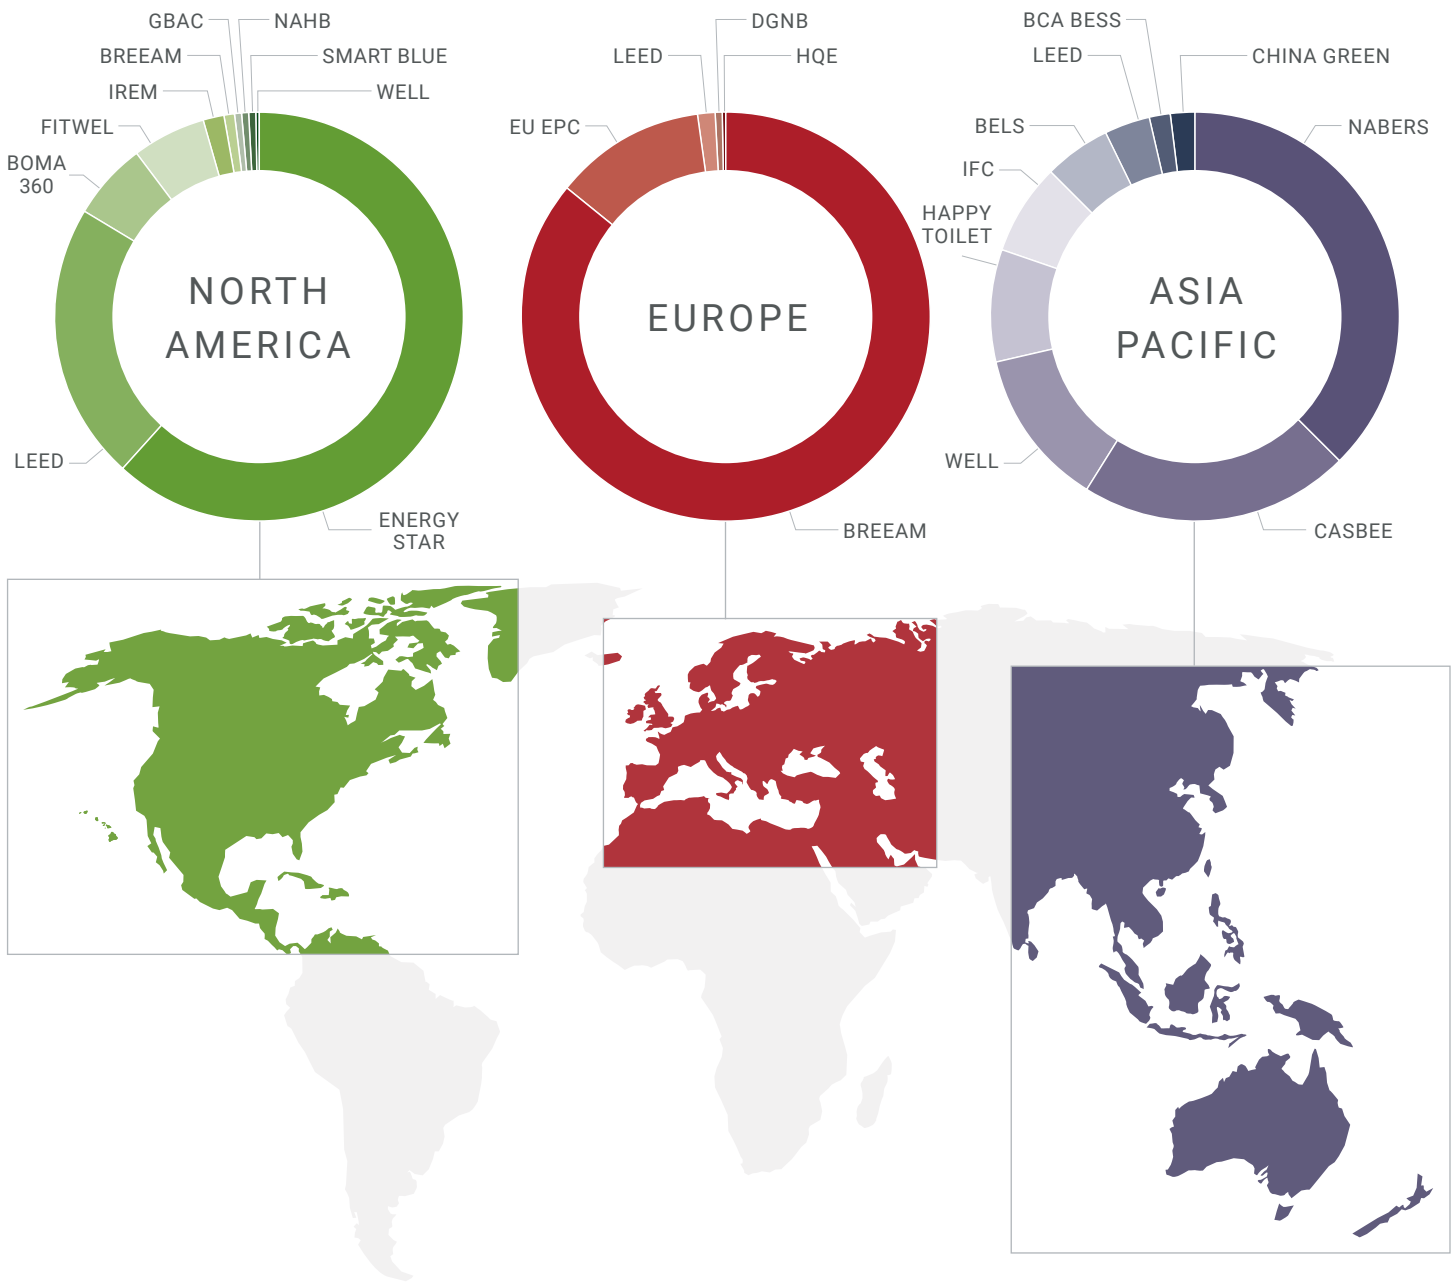 GBAC
NAHB
BREEAM
SMART BLUE
IREM
WELL
FITWEL
BOMA
360
LEED
ENERGY
STAR
NORTH
AMERICA
DGNB
LEED
HQE
EU EPC
BREEAM
EUROPE
BCA BESS
LEED
CHINA GREEN
BELS
NABERS
IFC
HAPPY
TOILET
WELL
CASBEE
ASIA
PACIFIC